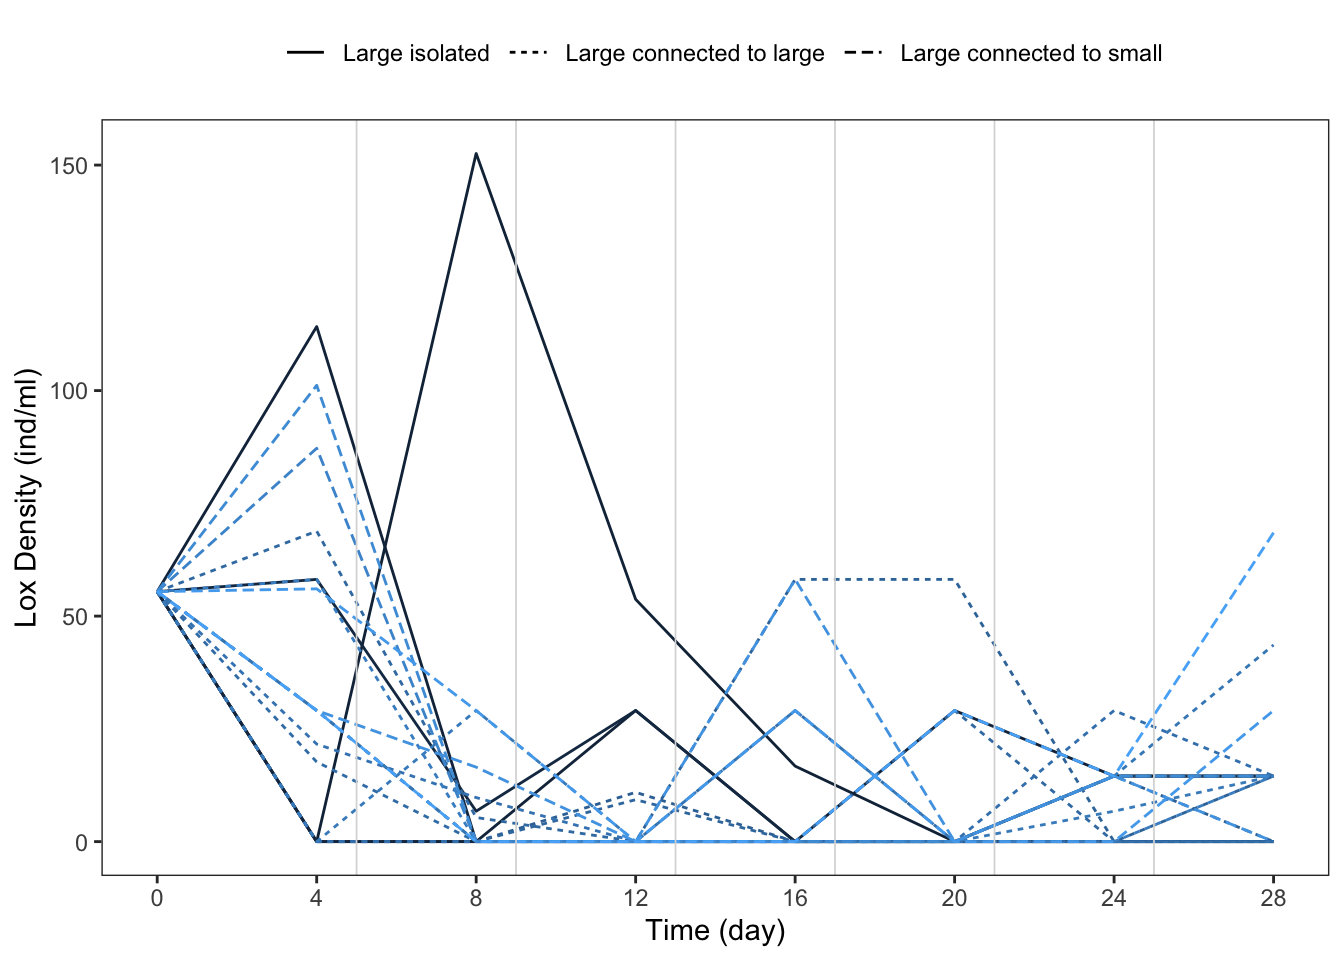 Large isolated Large connected to large Large connected to small
150
100
50
0
Lox Density (ind/ml)
0 4 8 12 16 20 24 28
Time (day)